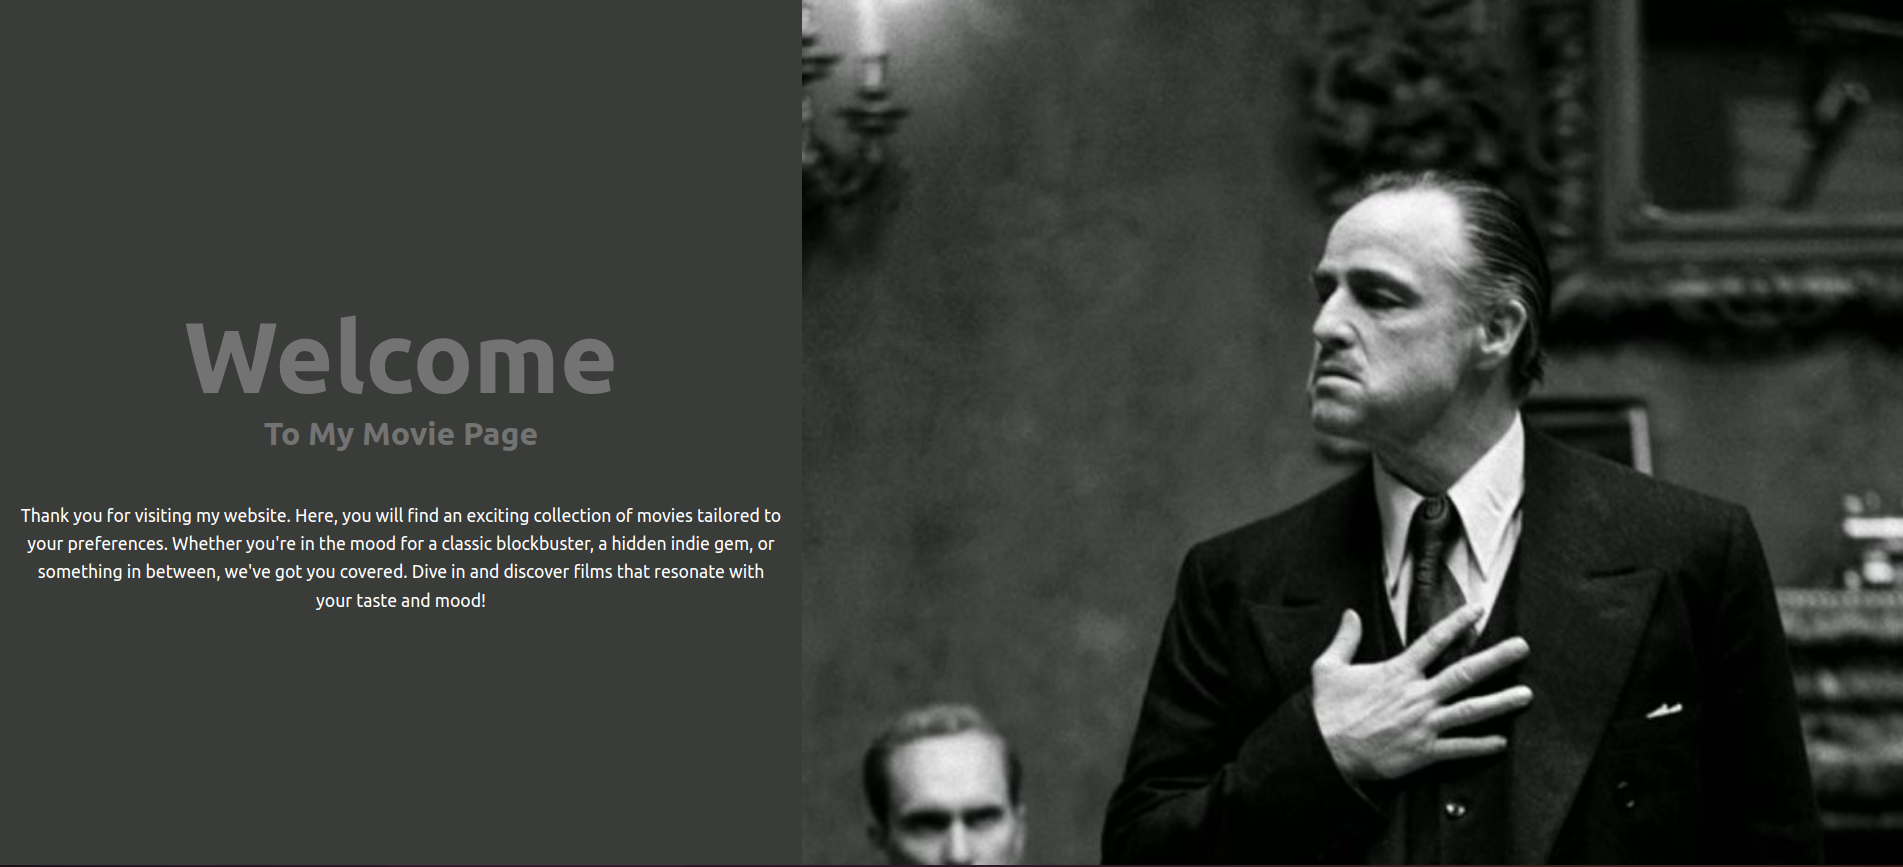 Welcome
To My Movie Page
Thank you for visiting my website. Here, you will find an exciting collection of movies tailored to
your preferences. Whether you're in the mood for a classic blockbuster, a hidden indie gem, or
something in between, we've got you covered. Dive in and discover films that resonate with
your taste and mood!